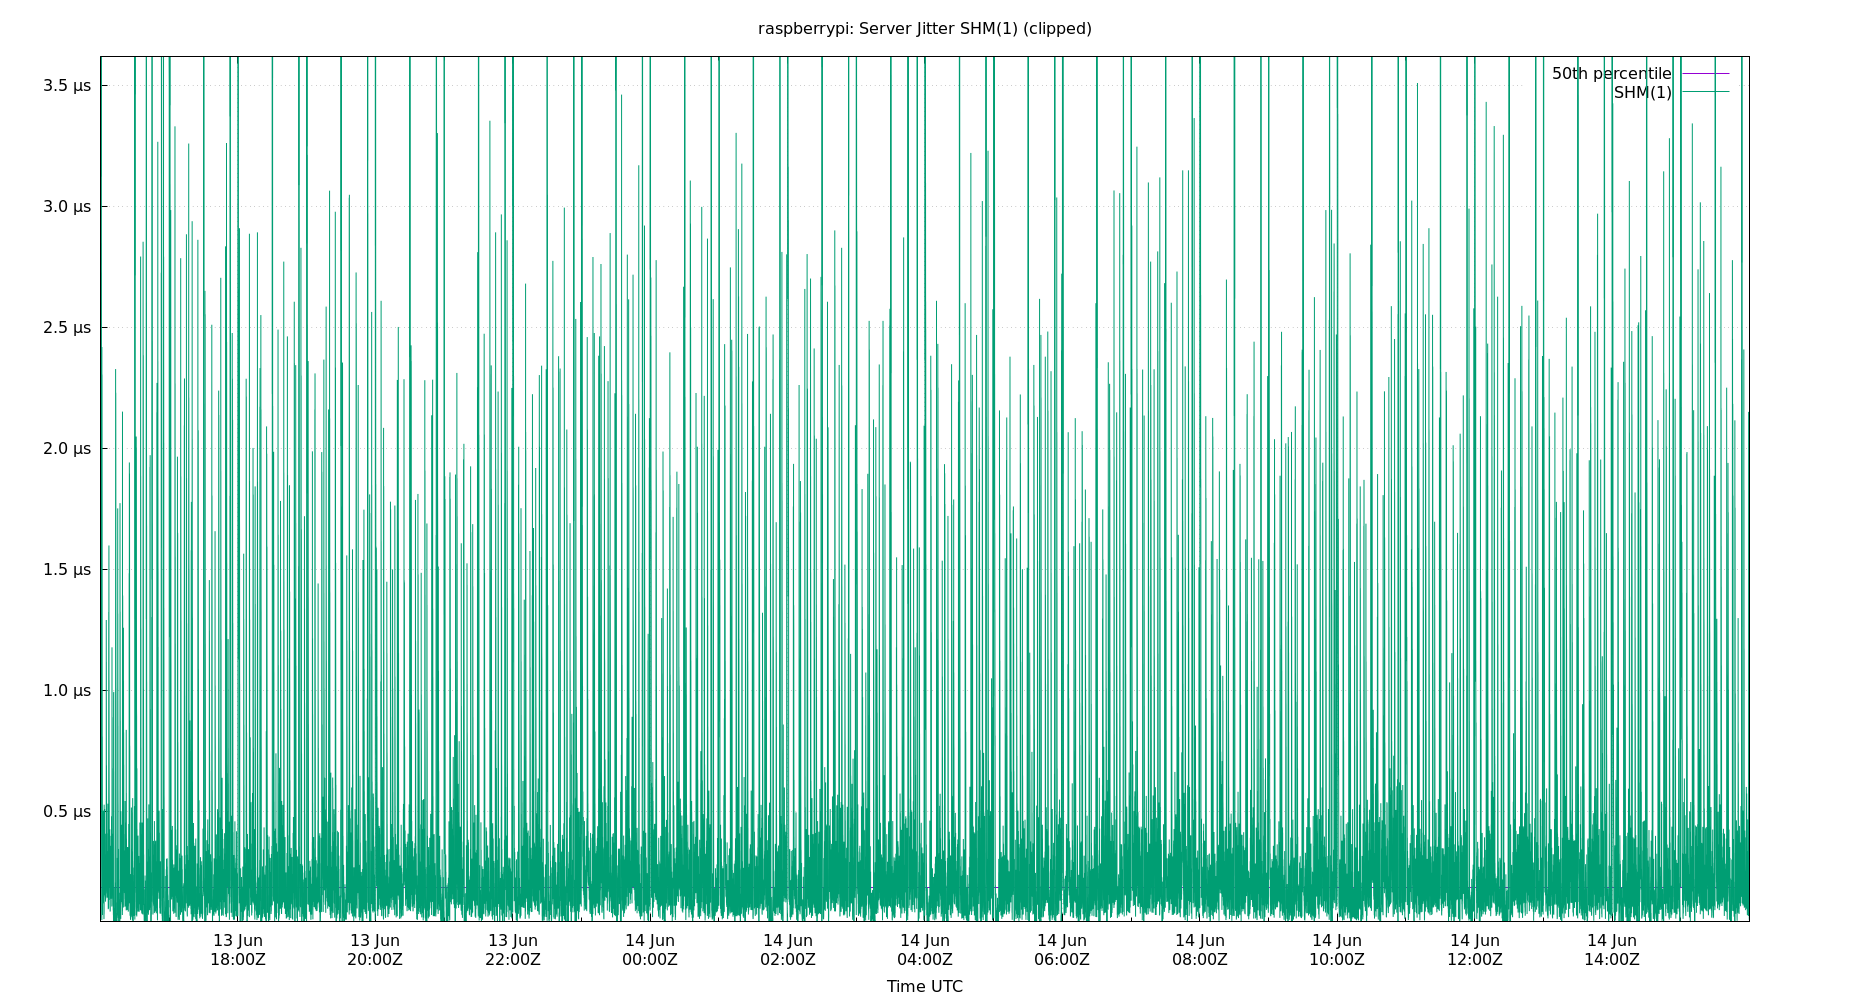 raspberrypi: Server Jitter SHM(1) (clipped)
50th percentile
SHM(1)
3.5 µs
3.0 µs
2.5 µs
2.0 µs
1.5 µs
1.0 µs
0.5 µs
13 Jun 13 Jun 13 Jun 14 Jun 14 Jun 14 Jun 14 Jun 14 Jun 14 Jun 14 Jun 14 Jun
18:00Z 20:00Z 22:00Z 00:00Z 02:00Z 04:00Z 06:00Z 08:00Z 10:00Z 12:00Z 14:00Z
Time UTC